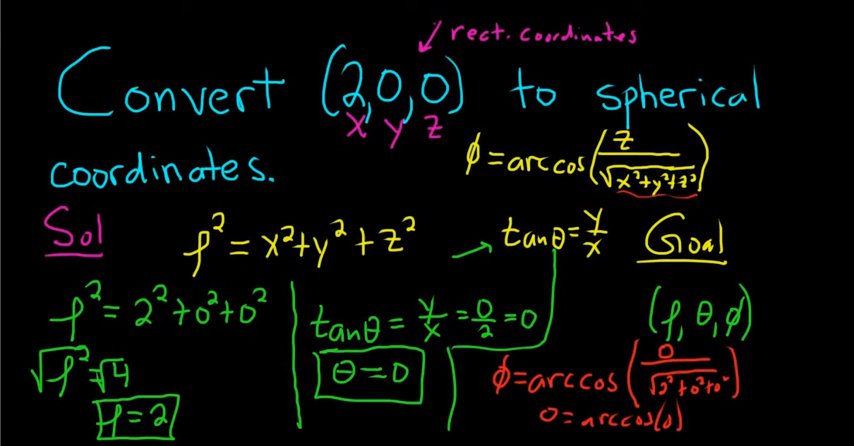 rect. coordinates
Convert (2,0,0) to spherical
x y z
coordinates.
ϕ = arccos(z/√(x²+y²+z²))
Sol
ρ² = x²+y²+z²
tanθ = y/x
Goal
ρ² = 2²+0²+0²
√ρ² = √4
ρ = 2
tanθ = y/x = 0/2 = 0
θ = 0
(ρ, θ, ϕ)
ϕ = arccos(0/√(2²+0²+0²))
0 = arccos(0)